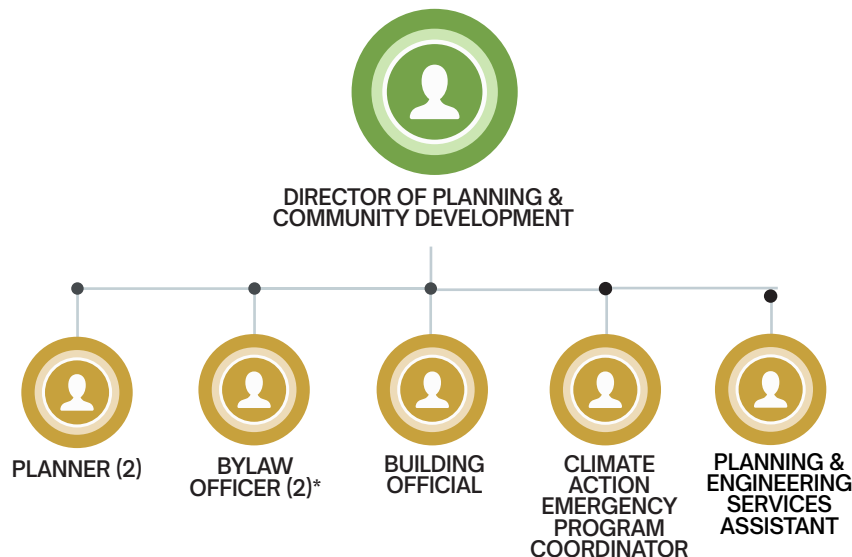 DIRECTOR OF PLANNING &
COMMUNITY DEVELOPMENT
PLANNER (2)
BYLAW
OFFICER (2)*
BUILDING
OFFICIAL
CLIMATE
ACTION
EMERGENCY
PROGRAM
COORDINATOR
PLANNING &
ENGINEERING
SERVICES
ASSISTANT